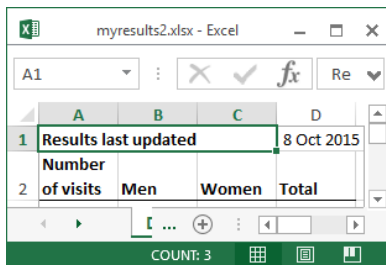 myresults2.xlsx - Excel
A1 fx Re
A B C D
1 Results last updated 8 Oct 2015
Number
2 of visits Men Women Total
...
COUNT: 3